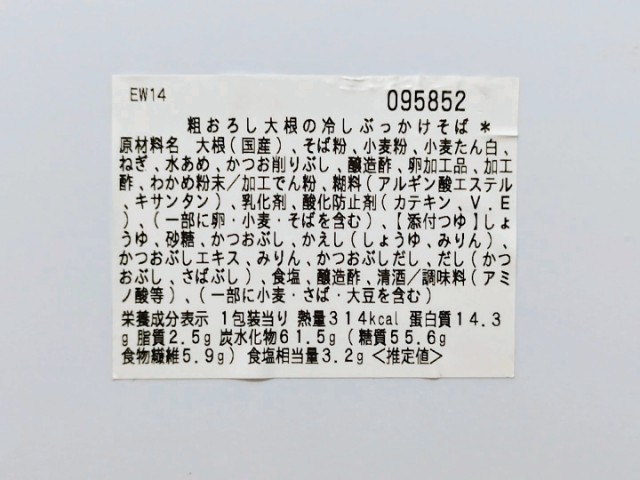 EW14
095852
粗おろし大根の冷しぶっかけそば＊
原材料名 大根(国産)、そば粉、小麦粉、小麦たん白、
ねぎ、水あめ、かつお削りぶし、醸造酢、卵加工品、加工
酢、わかめ粉末／加工でん粉、糊料(アルギン酸エステル
、キサンタン)、乳化剤、酸化防止剤(カテキン、V.E
)、(一部に卵・小麦・そばを含む)、【添付つゆ】しょ
うゆ、砂糖、かつおぶし、かえし(しょうゆ、みりん)、
かつおぶしエキス、みりん、かつおぶしだし、だし(かつ
おぶし、さばぶし)、食塩、醸造酢、清酒／調味料(アミ
ノ酸等)、(一部に小麦・さば・大豆を含む)
栄養成分表示 1包装当り 熱量314kcal 蛋白質14.3
g 脂質2.5g 炭水化物61.5g(糖質55.6g
食物繊維5.9g) 食塩相当量3.2g <推定値>